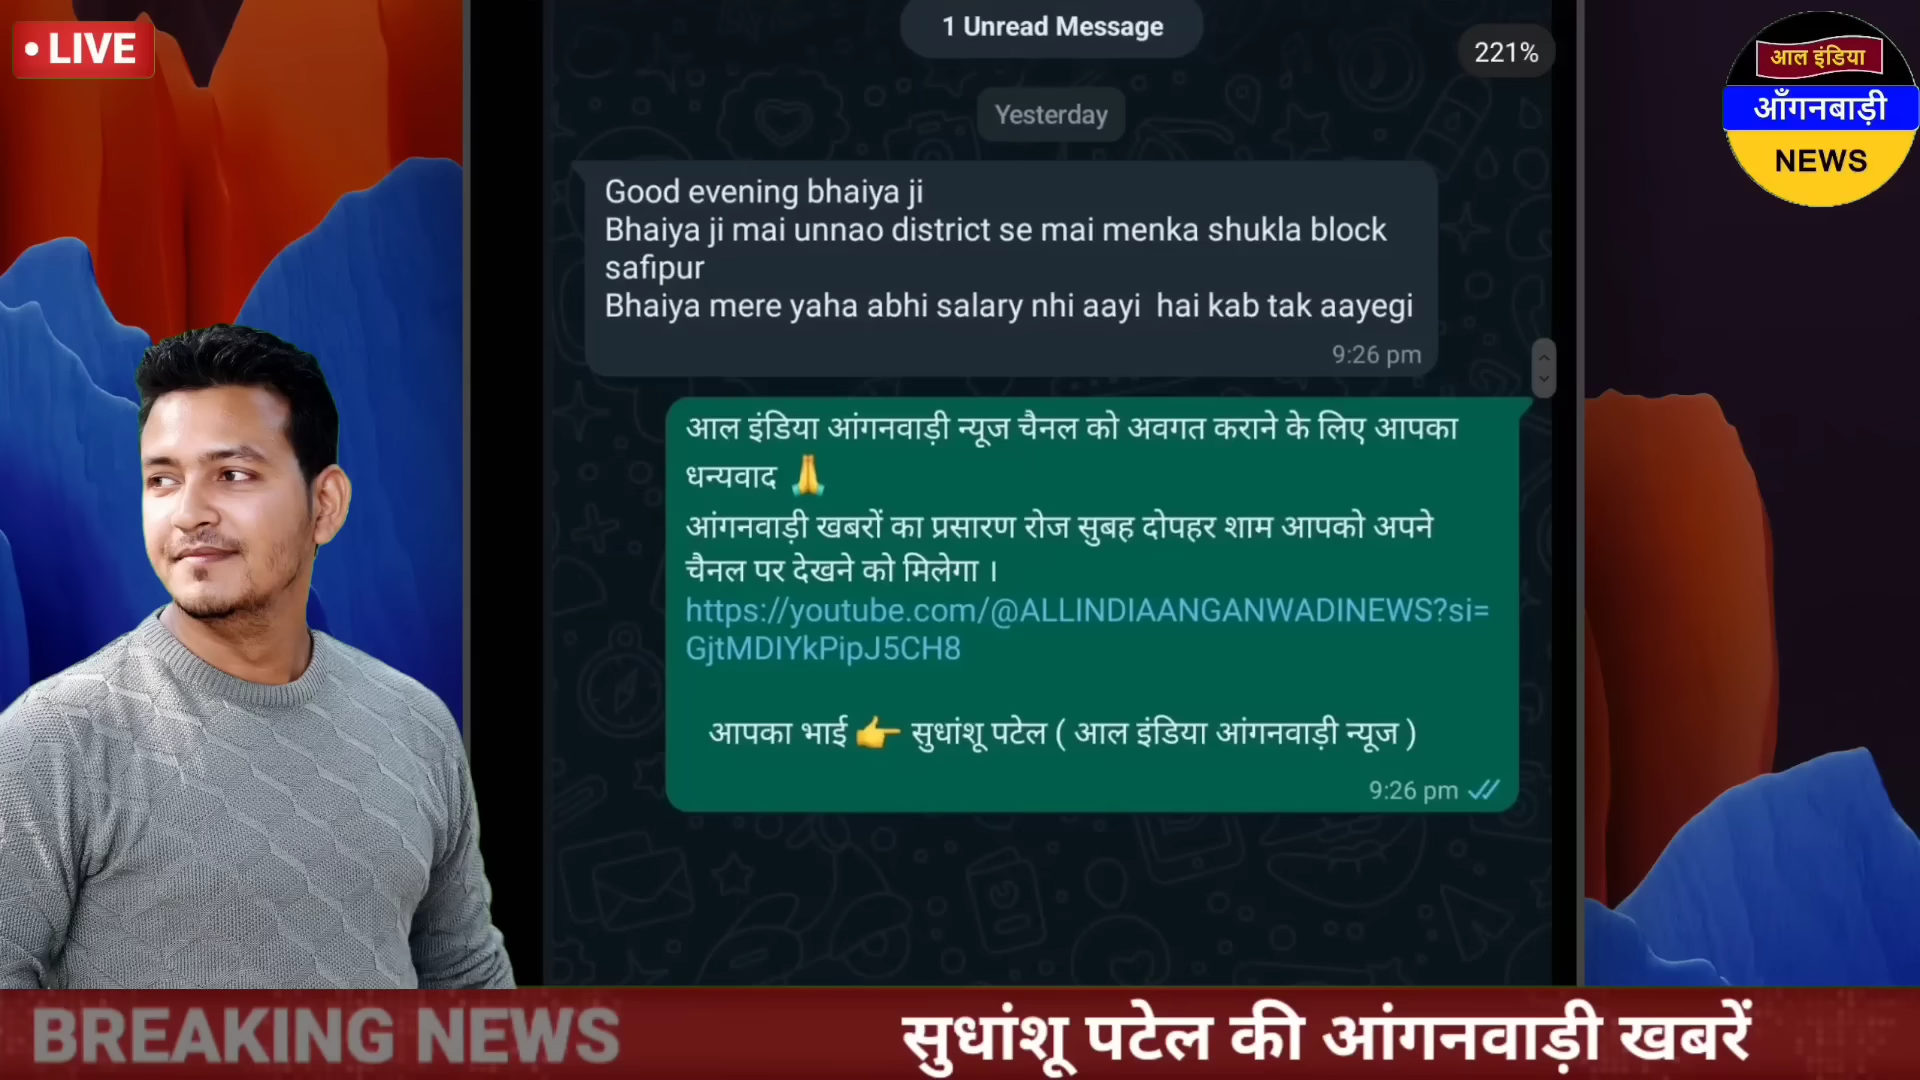 • LIVE
1 Unread Message
221%
आल इंडिया
आँगनबाड़ी
NEWS
Yesterday
Good evening bhaiya ji
Bhaiya ji mai unnao district se mai menka shukla block
safipur
Bhaiya mere yaha abhi salary nhi aayi hai kab tak aayegi
9:26 pm
आल इंडिया आंगनवाड़ी न्यूज चैनल को अवगत कराने के लिए आपका
धन्यवाद 🙏
आंगनवाड़ी खबरों का प्रसारण रोज सुबह दोपहर शाम आपको अपने
चैनल पर देखने को मिलेगा ।
https://youtube.com/@ALLINDIAANGANWADINEWS?si=
GjtMDIYkPipJ5CH8
आपका भाई 👉 सुधांशू पटेल ( आल इंडिया आंगनवाड़ी न्यूज )
9:26 pm
BREAKING NEWS
सुधांशू पटेल की आंगनवाड़ी खबरें